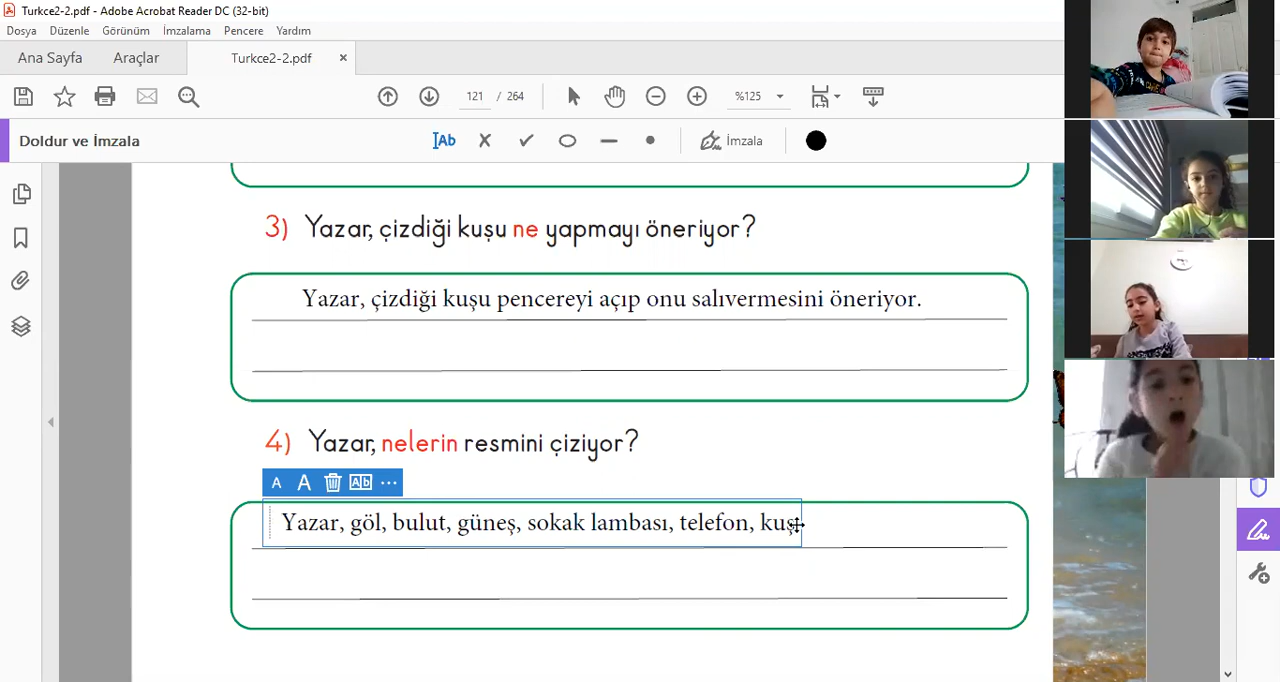 Turkce2-2.pdf - Adobe Acrobat Reader DC (32-bit)
Dosya Düzenle Görünüm İmzalama Pencere Yardım
Ana Sayfa Araçlar Turkce2-2.pdf ×
121 / 264 %125
Doldur ve İmzala Ab İmzala
3) Yazar, çizdiği kuşu ne yapmayı öneriyor?
Yazar, çizdiği kuşu pencereyi açıp onu salıvermesini öneriyor.
4) Yazar, nelerin resmini çiziyor?
A A Ab ...
Yazar, göl, bulut, güneş, sokak lambası, telefon, kuş